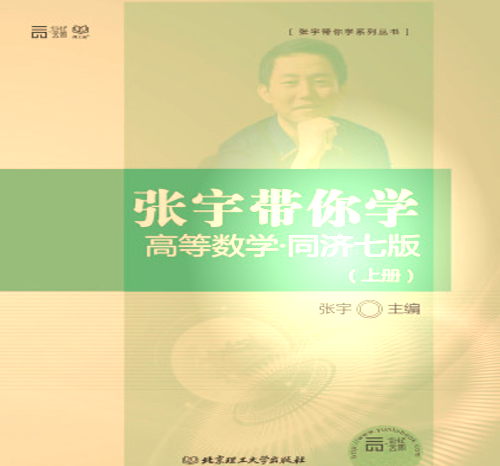 [ 张宇带你学系列丛书 ]
张宇带你学
高等数学·同济七版
（上册）
张宇 主编
北京理工大学出版社